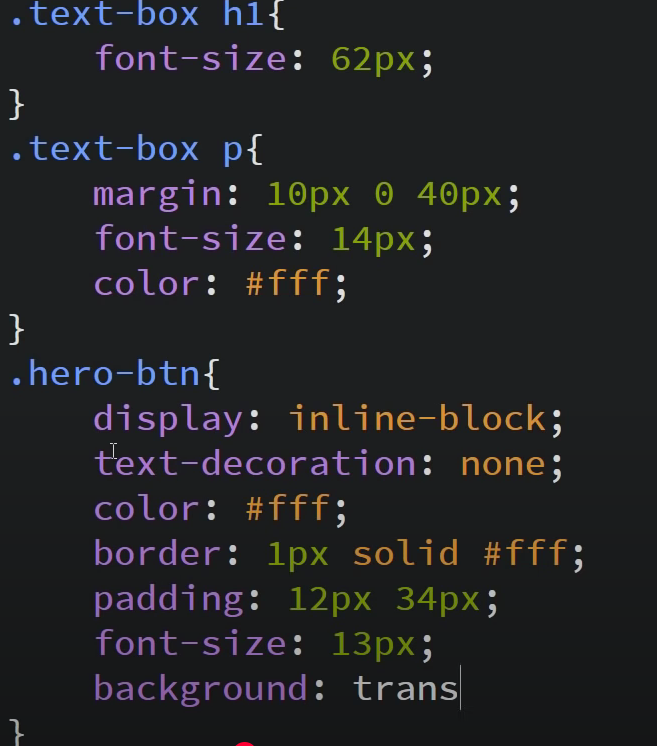 .text-box h1{
    font-size: 62px;
}
.text-box p{
    margin: 10px 0 40px;
    font-size: 14px;
    color: #fff;
}
.hero-btn{
    display: inline-block;
    text-decoration: none;
    color: #fff;
    border: 1px solid #fff;
    padding: 12px 34px;
    font-size: 13px;
    background: trans
}